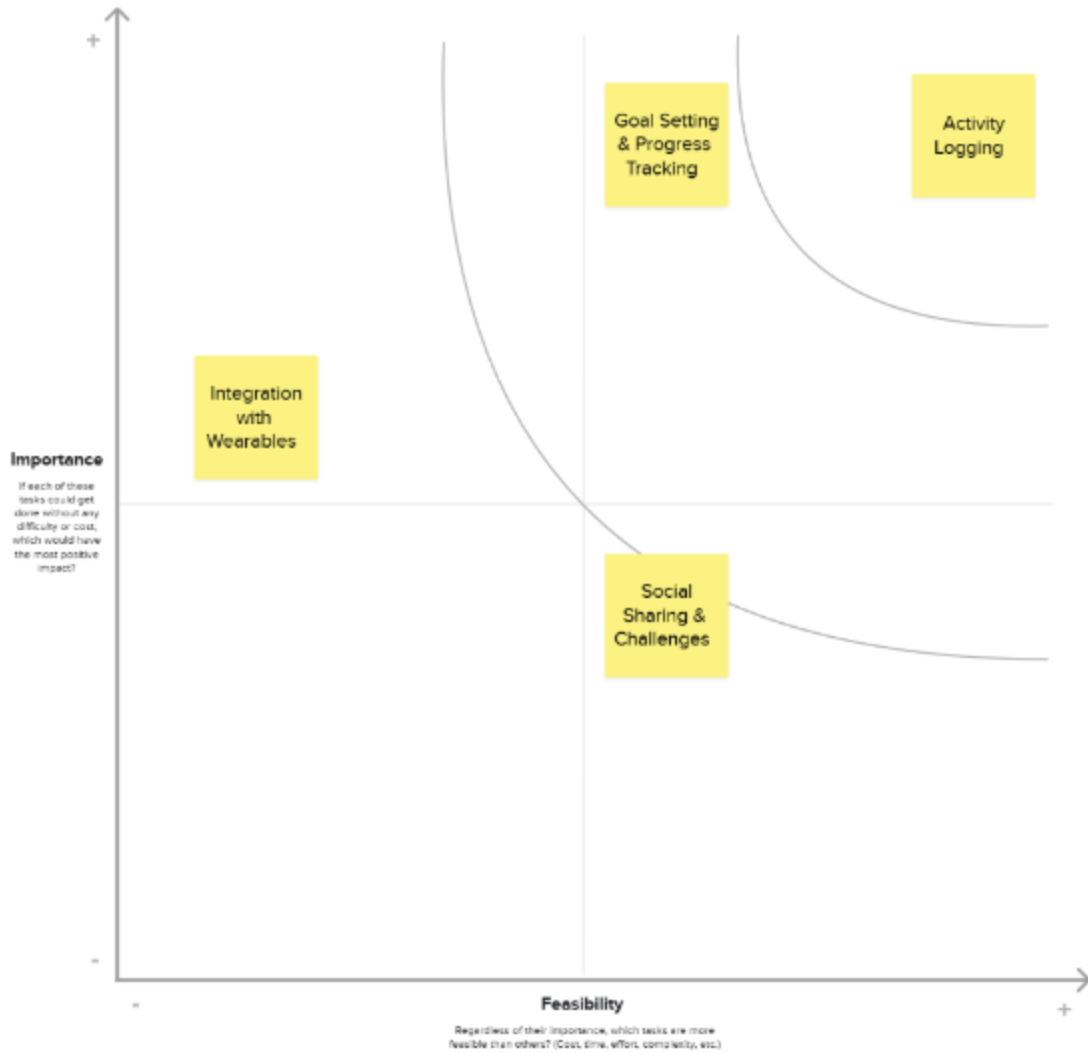 +
Goal Setting
& Progress
Tracking
Activity
Logging
Integration
with
Wearables
Importance
If each of these
tasks could get
done without any
difficulty or cost,
which would have
the most positive
impact?
Social
Sharing &
Challenges
-
-
Feasibility
+
Regardless of their importance, which tasks are more
feasible than others? (Cost, time, effort, complexity, etc.)